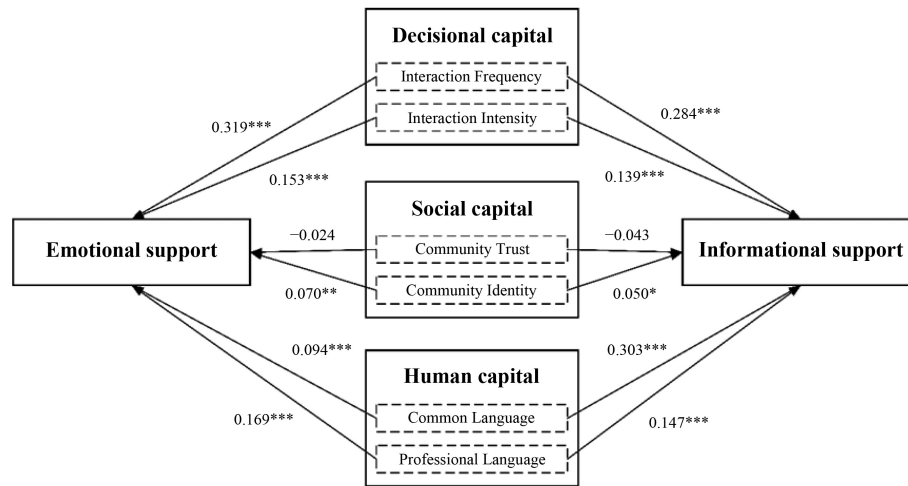 Decisional capital
Interaction Frequency
Interaction Intensity
0.319***
0.284***
0.153***
0.139***
Social capital
−0.024
−0.043
Emotional support
Community Trust
Informational support
Community Identity
0.070**
0.050*
0.094***
0.303***
Human capital
Common Language
0.169***
0.147***
Professional Language